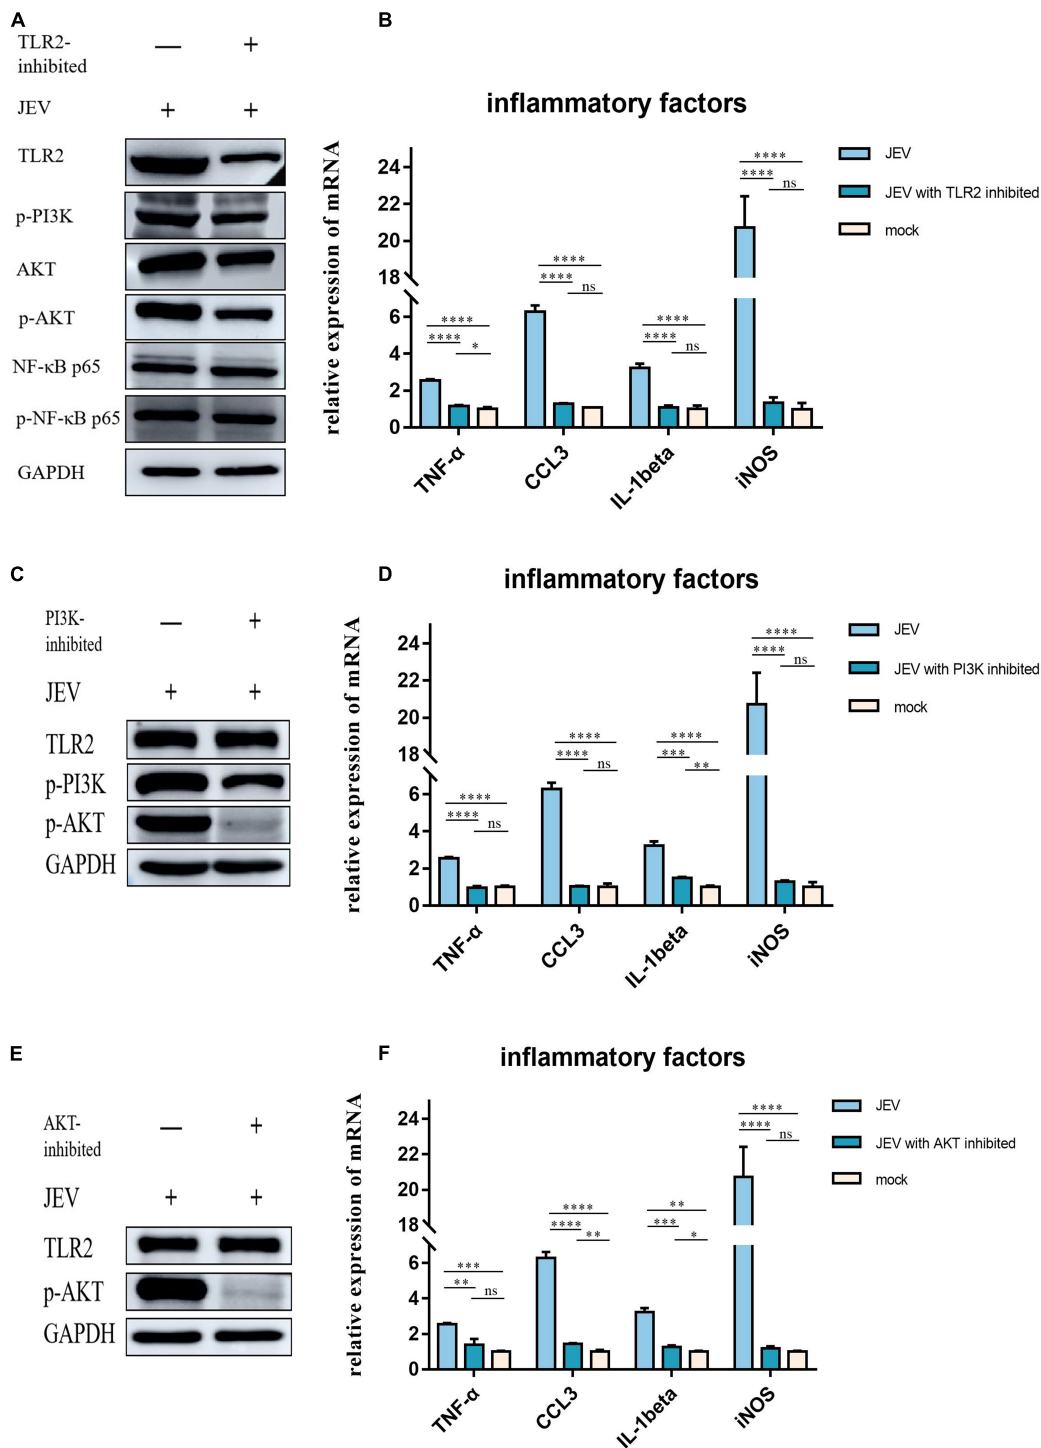 A
TLR2-
inhibited
— +
JEV + +
TLR2
p-PI3K
AKT
p-AKT
NF-κB p65
p-NF-κB p65
GAPDH
B
inflammatory factors
relative expression of mRNA
24
22
20
18
6
4
2
0
**** **** *
**** **** ns
**** **** ns
**** **** ns
TNF-α
CCL3
IL-1beta
iNOS
JEV
JEV with TLR2 inhibited
mock
C
PI3K-
inhibited
— +
JEV + +
TLR2
p-PI3K
p-AKT
GAPDH
D
inflammatory factors
relative expression of mRNA
24
22
20
18
6
4
2
0
**** **** ns
**** **** ns
**** *** **
**** **** ns
TNF-α
CCL3
IL-1beta
iNOS
JEV
JEV with PI3K inhibited
mock
E
AKT-
inhibited
— +
JEV + +
TLR2
p-AKT
GAPDH
F
inflammatory factors
relative expression of mRNA
24
22
20
18
6
4
2
0
*** ** ns
**** **** **
** *** *
**** **** ns
TNF-α
CCL3
IL-1beta
iNOS
JEV
JEV with AKT inhibited
mock